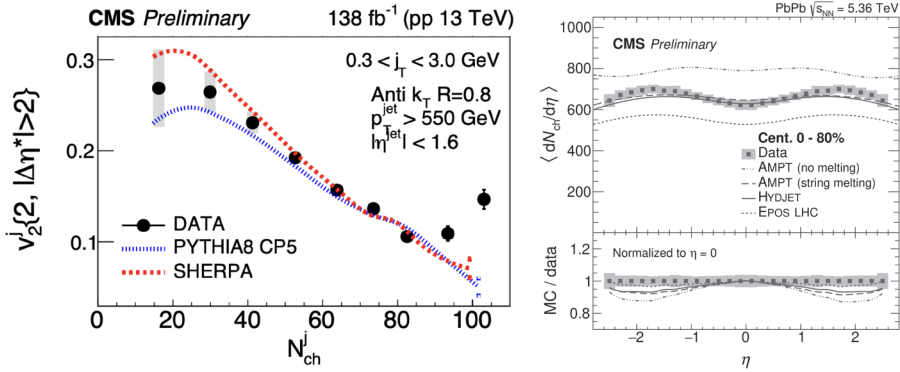 CMS Preliminary 138 fb⁻¹ (pp 13 TeV)
0.3 < j_T < 3.0 GeV
Anti k_T R=0.8
p_T^jet > 550 GeV
|η^jet| < 1.6
DATA
PYTHIA8 CP5
SHERPA
v_2^j{2, |Δη*|>2}
0.3
0.2
0.1
0 20 40 60 80 100
N_ch^j
PbPb √s_NN = 5.36 TeV
CMS Preliminary
⟨ dN_ch/dη ⟩
1000
800
600
400
200
0
Cent. 0 - 80%
Data
AMPT (no melting)
AMPT (string melting)
HYDJET
EPOS LHC
MC / data
1.2
1
0.8
Normalized to η = 0
−2 −1 0 1 2
η